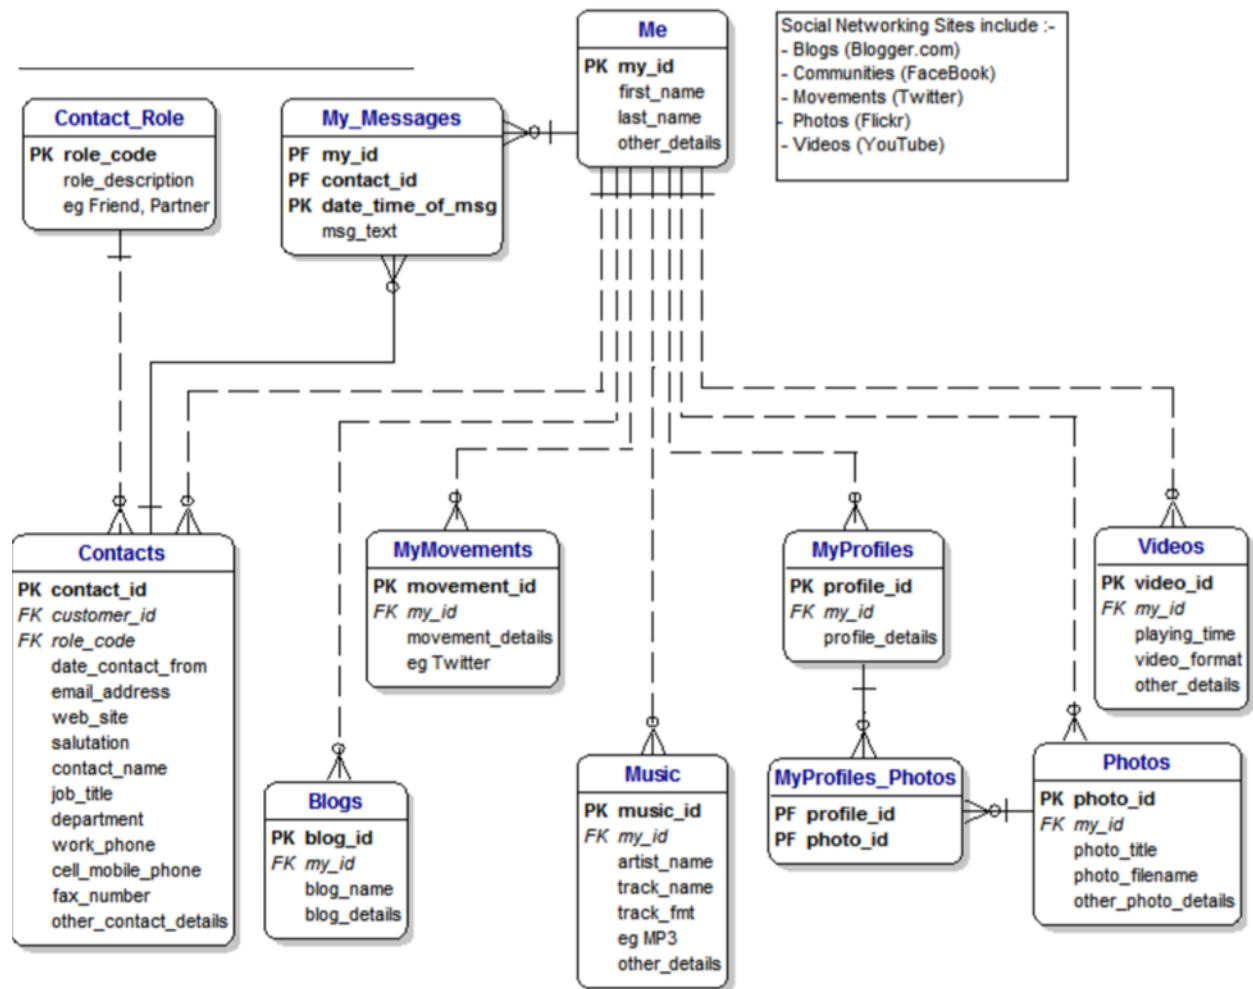 Me
PK my_id
first_name
last_name
other_details
Social Networking Sites include :-
- Blogs (Blogger.com)
- Communities (FaceBook)
- Movements (Twitter)
- Photos (Flickr)
- Videos (YouTube)
Contact_Role
PK role_code
role_description
eg Friend, Partner
My_Messages
PF my_id
PF contact_id
PK date_time_of_msg
msg_text
Contacts
PK contact_id
FK customer_id
FK role_code
date_contact_from
email_address
web_site
salutation
contact_name
job_title
department
work_phone
cell_mobile_phone
fax_number
other_contact_details
MyMovements
PK movement_id
FK my_id
movement_details
eg Twitter
MyProfiles
PK profile_id
FK my_id
profile_details
Videos
PK video_id
FK my_id
playing_time
video_format
other_details
Blogs
PK blog_id
FK my_id
blog_name
blog_details
Music
PK music_id
FK my_id
artist_name
track_name
track_fmt
eg MP3
other_details
MyProfiles_Photos
PF profile_id
PF photo_id
Photos
PK photo_id
FK my_id
photo_title
photo_filename
other_photo_details